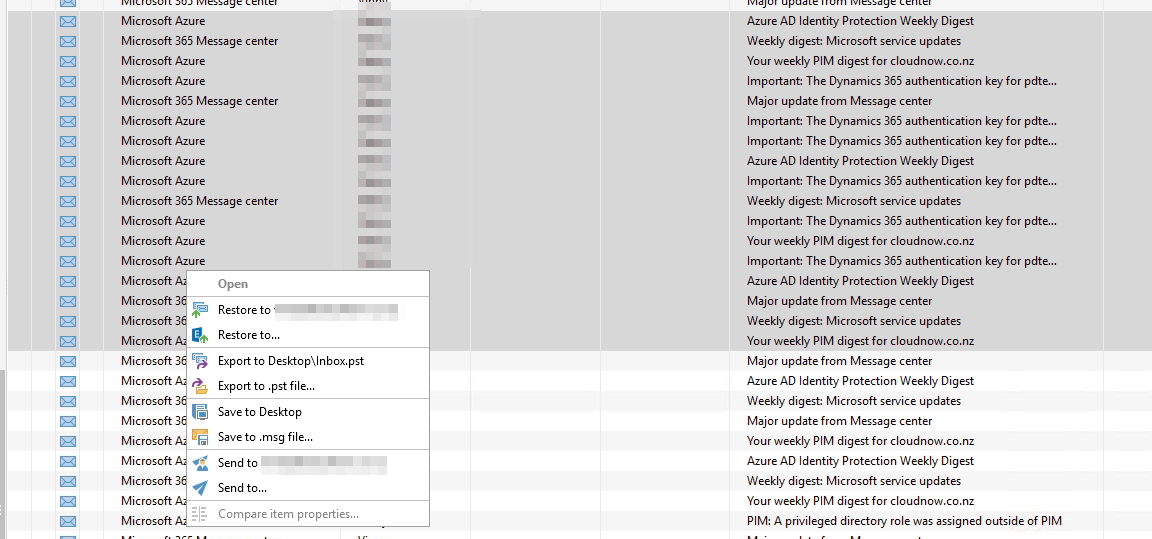 Microsoft 365 Message center Major update from Message center
Microsoft Azure Azure AD Identity Protection Weekly Digest
Microsoft 365 Message center Weekly digest: Microsoft service updates
Microsoft Azure Your weekly PIM digest for cloudnow.co.nz
Microsoft Azure Important: The Dynamics 365 authentication key for pdte...
Microsoft 365 Message center Major update from Message center
Microsoft Azure Important: The Dynamics 365 authentication key for pdte...
Microsoft Azure Important: The Dynamics 365 authentication key for pdte...
Microsoft Azure Azure AD Identity Protection Weekly Digest
Microsoft Azure Important: The Dynamics 365 authentication key for pdte...
Microsoft 365 Message center Weekly digest: Microsoft service updates
Microsoft Azure Important: The Dynamics 365 authentication key for pdte...
Microsoft Azure Your weekly PIM digest for cloudnow.co.nz
Microsoft Azure Important: The Dynamics 365 authentication key for pdte...
Microsoft Az Azure AD Identity Protection Weekly Digest
Microsoft 36 Major update from Message center
Microsoft 36 Weekly digest: Microsoft service updates
Microsoft Az Your weekly PIM digest for cloudnow.co.nz
Microsoft 36 Major update from Message center
Microsoft Az Azure AD Identity Protection Weekly Digest
Microsoft 36 Weekly digest: Microsoft service updates
Microsoft 36 Major update from Message center
Microsoft Az Your weekly PIM digest for cloudnow.co.nz
Microsoft Az Azure AD Identity Protection Weekly Digest
Microsoft 36 Weekly digest: Microsoft service updates
Microsoft Az Your weekly PIM digest for cloudnow.co.nz
Microsoft Az PIM: A privileged directory role was assigned outside of PIM
Microsoft 365 Message center Major update from Message center
Open
Restore to
Restore to...
Export to Desktop\Inbox.pst
Export to .pst file...
Save to Desktop
Save to .msg file...
Send to
Send to...
Compare item properties...